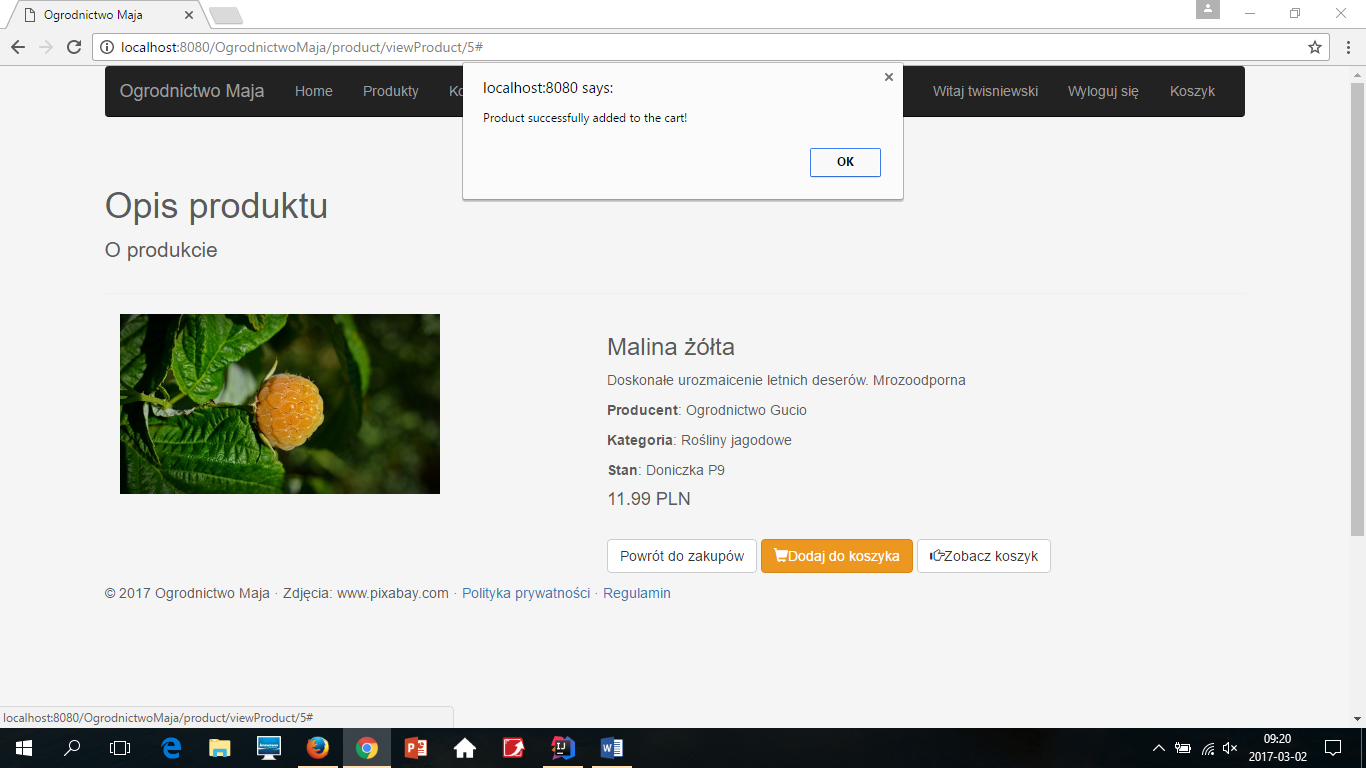 Ogrodnictwo Maja
localhost:8080/OgrodnictwoMaja/product/viewProduct/5#
Ogrodnictwo Maja Home Produkty Witaj twisniewski Wyloguj się Koszyk
localhost:8080 says:
Product successfully added to the cart!
OK
Opis produktu
O produkcie
Malina żółta
Doskonałe urozmaicenie letnich deserów. Mrozoodporna
Producent: Ogrodnictwo Gucio
Kategoria: Rośliny jagodowe
Stan: Doniczka P9
11.99 PLN
Powrót do zakupów Dodaj do koszyka Zobacz koszyk
© 2017 Ogrodnictwo Maja · Zdjęcia: www.pixabay.com · Polityka prywatności · Regulamin
localhost:8080/OgrodnictwoMaja/product/viewProduct/5#
09:20
2017-03-02